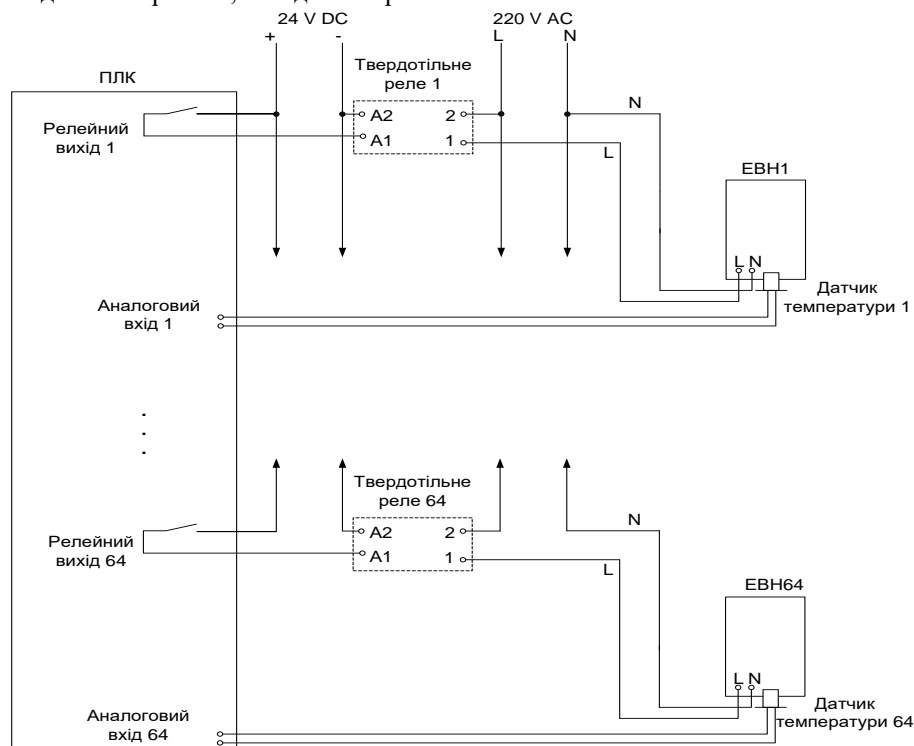 24 V DC
220 V AC
+
-
L
N
ПЛК
Твердотільне
реле 1
N
Релейний
вихід 1
A2
2
A1
1
L
ЕВН1
L N
Аналоговий
вхід 1
Датчик
температури 1
.
.
.
Твердотільне
реле 64
N
Релейний
вихід 64
A2
2
A1
1
L
ЕВН64
L N
Аналоговий
вхід 64
Датчик
температури 64